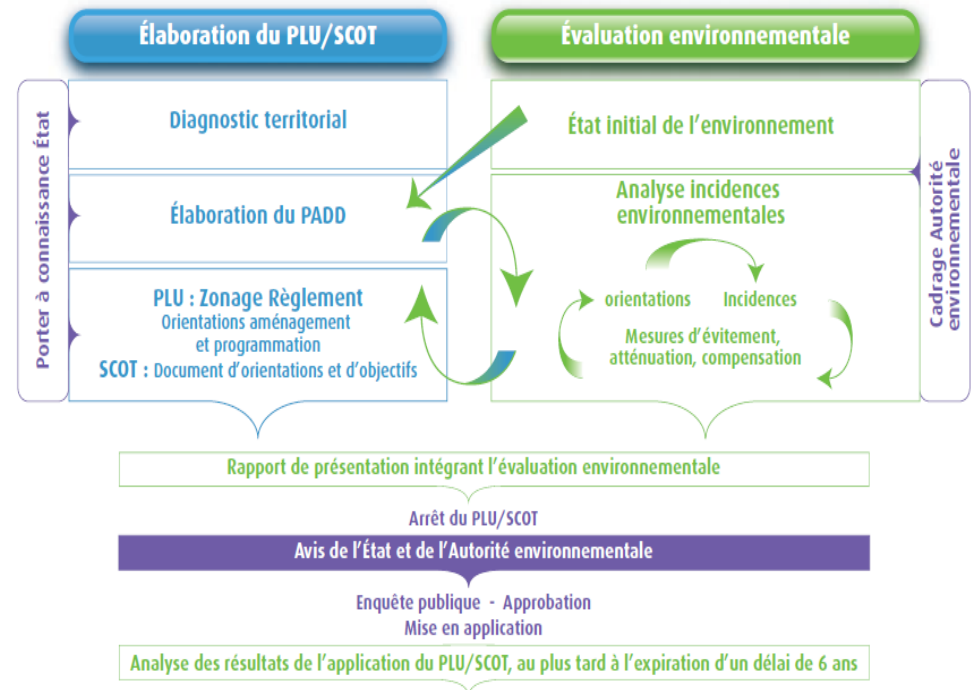 Élaboration du PLU/SCOT
Évaluation environnementale
Porter à connaissance État
Diagnostic territorial
Élaboration du PADD
PLU : Zonage Règlement
Orientations aménagement
et programmation
SCOT : Document d'orientations et d'objectifs
État initial de l'environnement
Analyse incidences
environnementales
orientations
Incidences
Mesures d'évitement,
atténuation, compensation
Cadrage Autorité
environnementale
Rapport de présentation intégrant l'évaluation environnementale
Arrêt du PLU/SCOT
Avis de l'État et de l'Autorité environnementale
Enquête publique - Approbation
Mise en application
Analyse des résultats de l'application du PLU/SCOT, au plus tard à l'expiration d'un délai de 6 ans